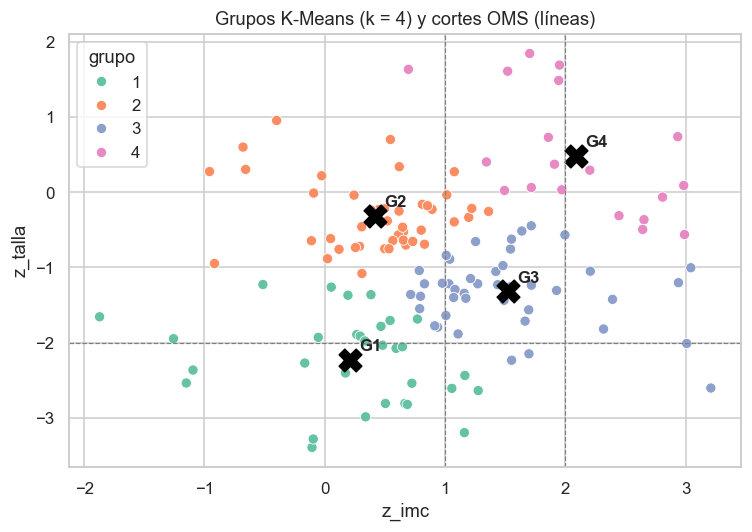 Grupos K-Means (k = 4) y cortes OMS (líneas)
grupo
1
2
3
4
G4
G2
G3
G1
2
1
0
−1
−2
−3
z_talla
−2
−1
0
1
2
3
z_imc